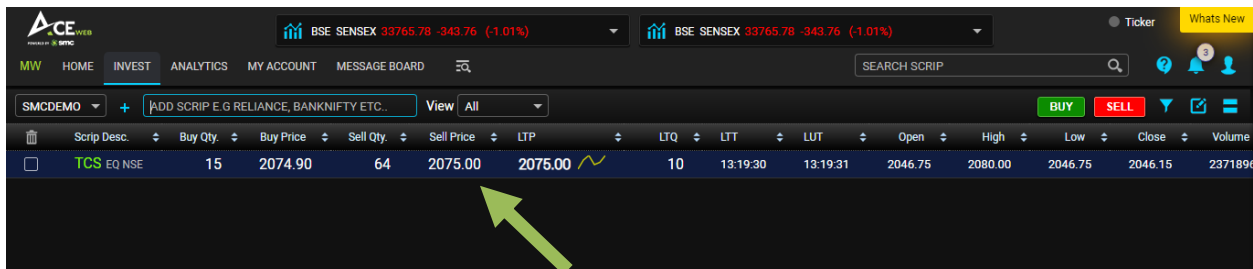 ACE WEB
POWERED BY smc
BSE SENSEX 33765.78 -343.76 (-1.01%)
BSE SENSEX 33765.78 -343.76 (-1.01%)
Ticker
Whats New
MW HOME INVEST ANALYTICS MY ACCOUNT MESSAGE BOARD
SEARCH SCRIP
3
SMCDEMO + ADD SCRIP E.G RELIANCE, BANKNIFTY ETC.. View All
BUY SELL
Scrip Desc. Buy Qty. Buy Price Sell Qty. Sell Price LTP LTQ LTT LUT Open High Low Close Volume
TCS EQ NSE 15 2074.90 64 2075.00 2075.00 10 13:19:30 13:19:31 2046.75 2080.00 2046.75 2046.15 2371896